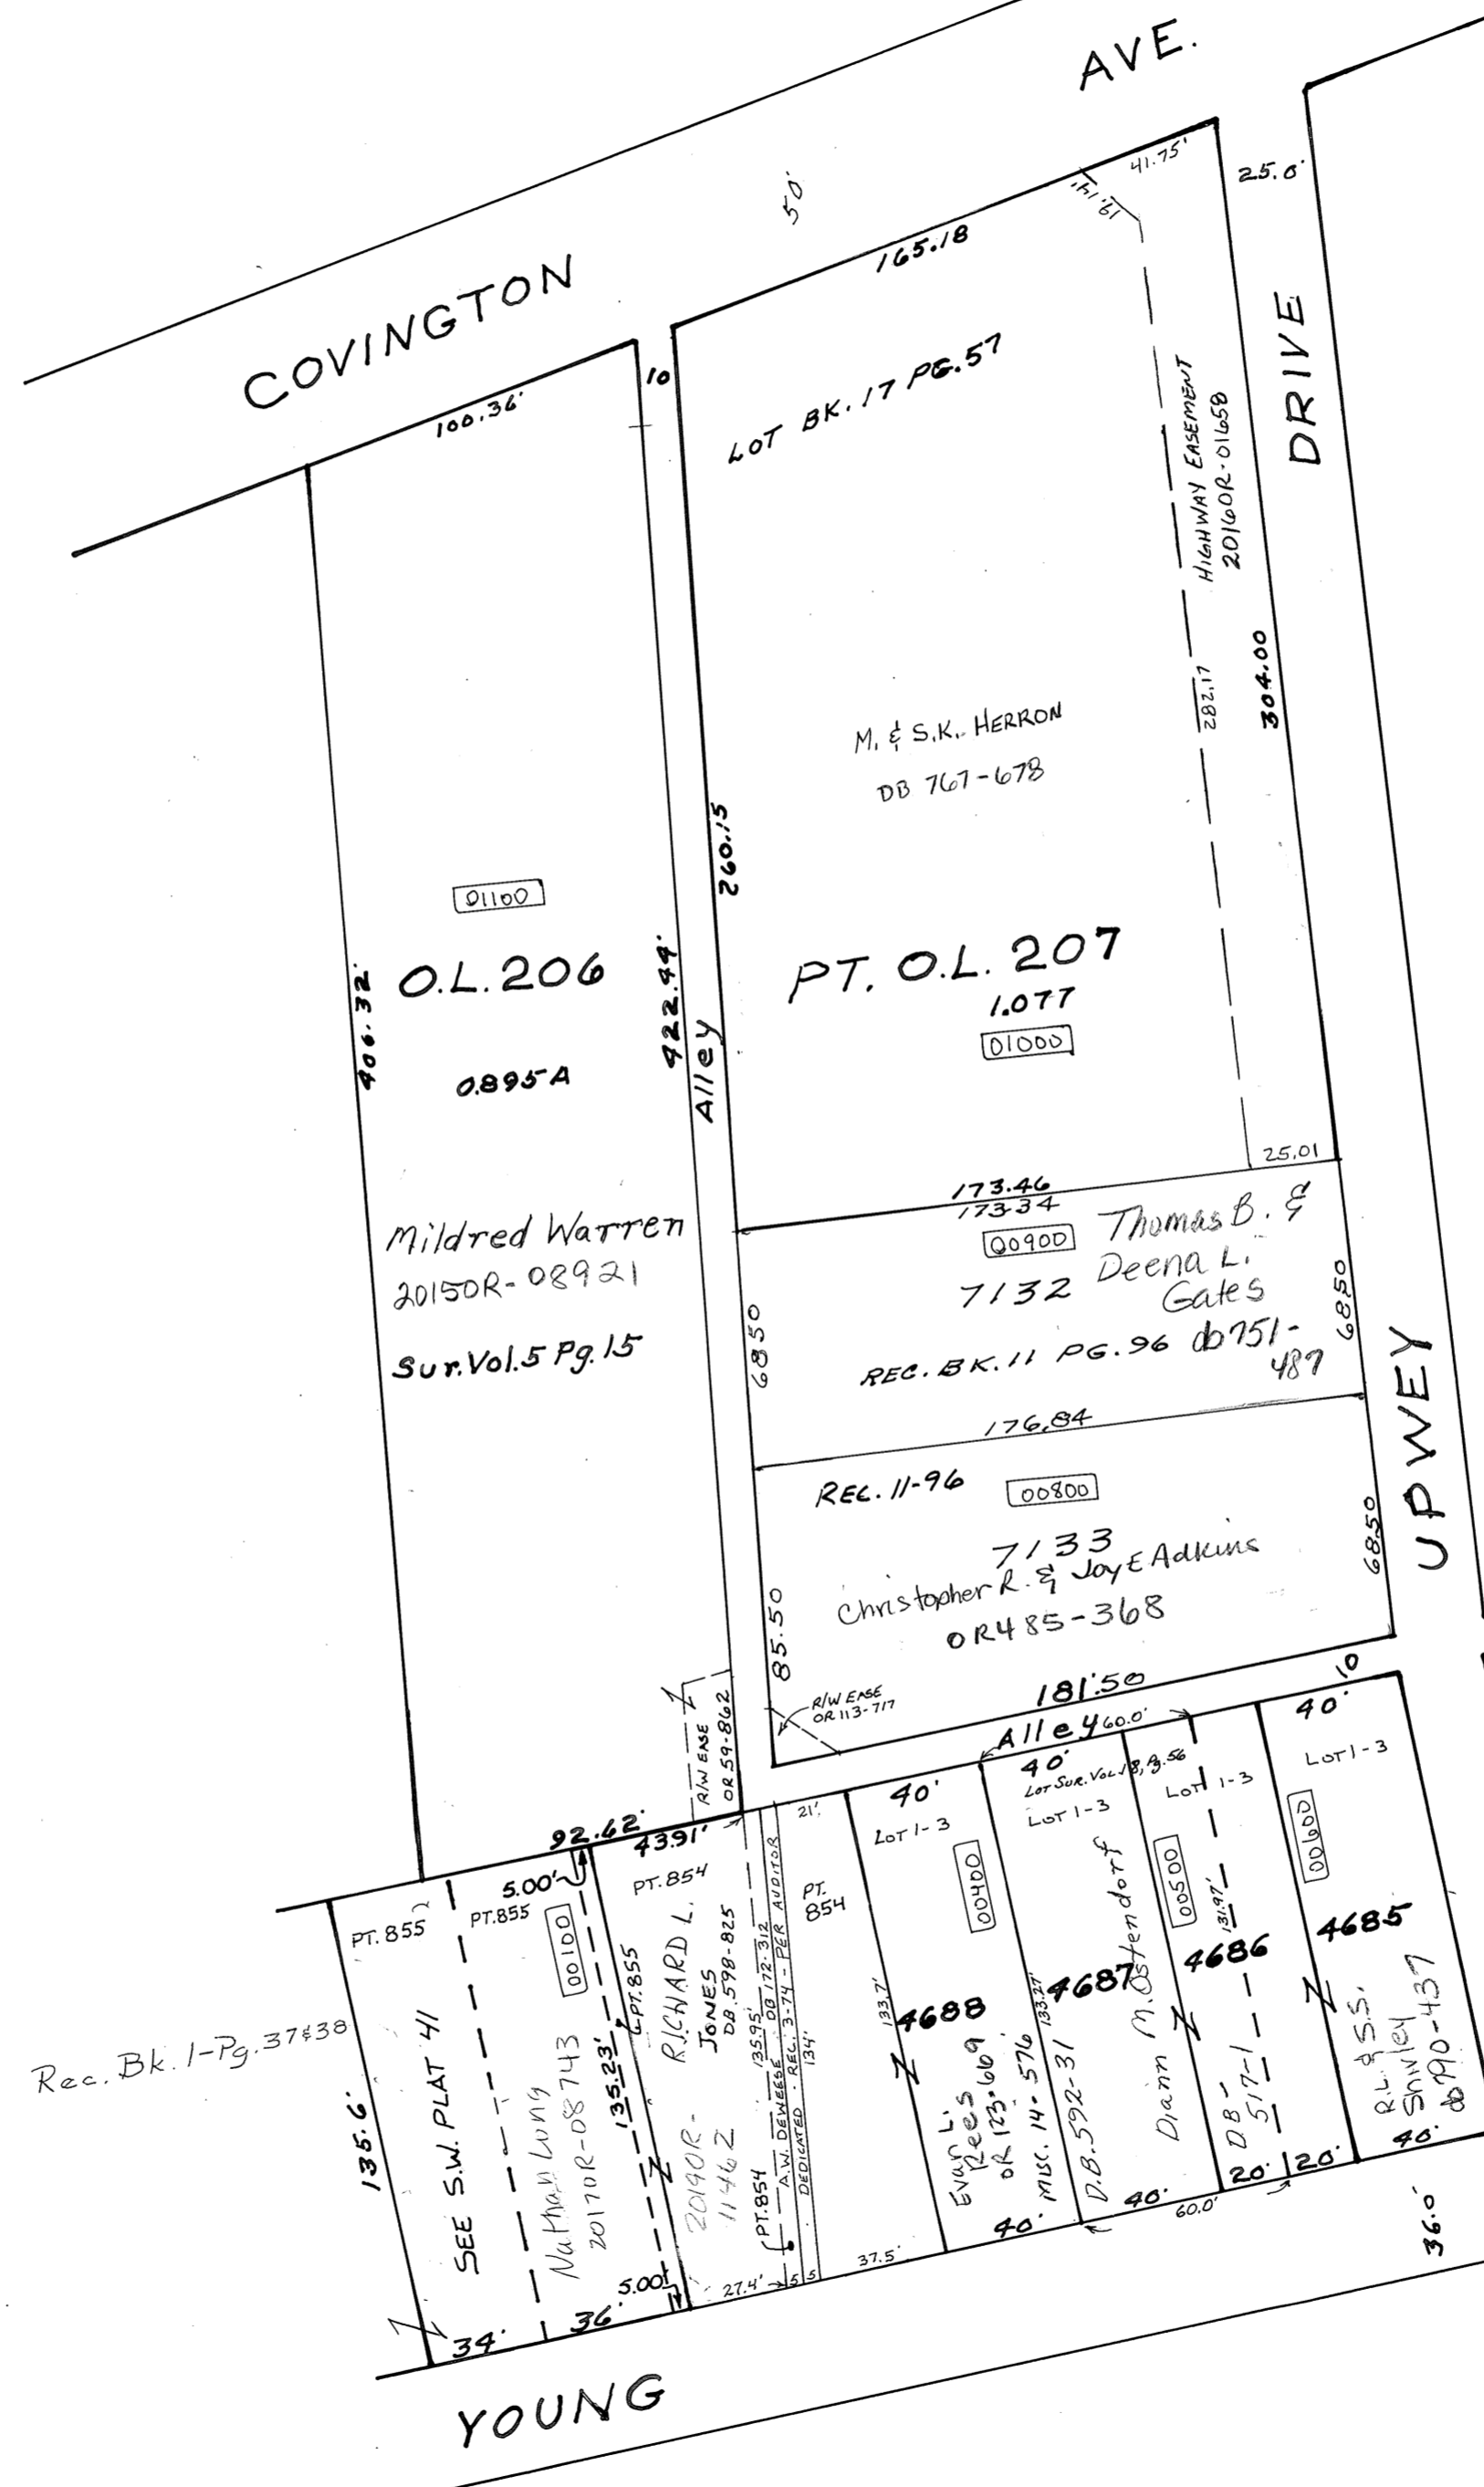 AVE.
COVINGTON
50'
41.75'
19.14'
25.0'
165.18
10
100.36'
LOT BK. 17 PG. 57
DRIVE
HIGHWAY EASEMENT
2016OR-01658
282.17
304.00
M. & S.K. HERRON
DB 767-678
260.15
01100
O.L. 206
0.895A
406.32'
422.44'
Alley
PT. O.L. 207
1.077
01000
25.01
173.46
173.34
Mildred Warren
2015OR-08921
Sur. Vol. 5 Pg. 15
00900
Thomas B. &
Deena L.
Gates
7132
REC. BK. 11 PG. 96
db 751-
487
68.50
68.50
UPWEY
176.84
REC. 11-96
00800
7133
Christopher R. & Joy E Adkins
OR485-368
68.50
85.50
R/W EASE
OR 113-717
R/W EASE
OR 59-862
181.50
10
Alley
60.0'
92.62'
43.91'
21'
40'
40'
40'
Lot Sur. Vol. 18, Pg. 56
LOT 1-3
LOT 1-3
LOT 1-3
LOT 1-3
5.00'
PT. 855
PT. 855
PT. 854
PT.
854
00100
00400
00500
00600
PT. 855
RICHARD L.
JONES
DB. 598-825
2019OR-
11462
135.95'
A.W. DEWEESE - DB 172-312
DEDICATED - REC. 3-74 - PER AUDITOR
134'
PT. 854
133.7'
4688
Evan L.
Rees
OR 123-669
MISC. 14-576
133.27'
4687
D.B. 592-31
Diann M. Ostendorf
131.97'
4686
DB-
517-1
4685
R.L. & S.S.
Shivley
db 790-437
Rec. Bk. 1-Pg. 37&38
135.6'
SEE S.W. PLAT 41
Nathan Long
2017OR-08743
135.23'
5.00'
34'
36'
27.4'
5
5
37.5'
40'
40'
60.0'
20'
20'
40'
36.0'
YOUNG